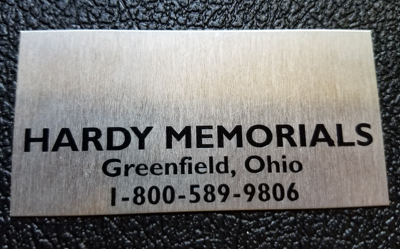 HARDY MEMORIALS
Greenfield, Ohio
1-800-589-9806